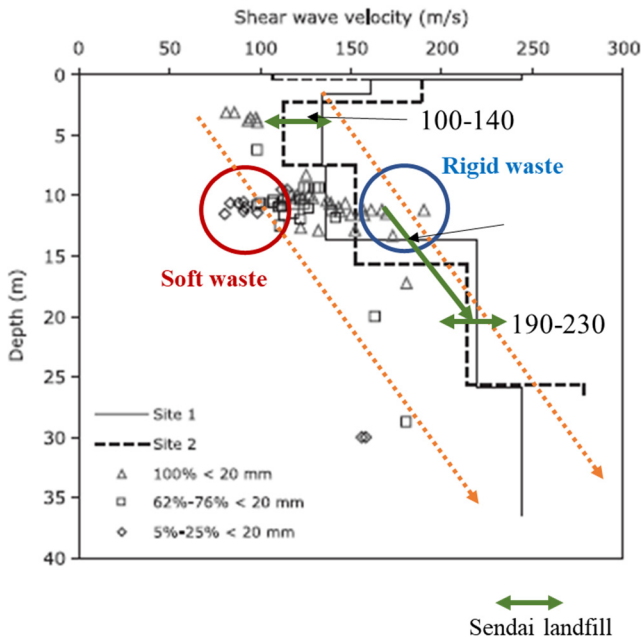 Shear wave velocity (m/s)
0 50 100 150 200 250 300
Depth (m)
0
5
10
15
20
25
30
35
40
100-140
Rigid waste
Soft waste
190-230
Site 1
Site 2
100% < 20 mm
62%-76% < 20 mm
5%-25% < 20 mm
Sendai landfill